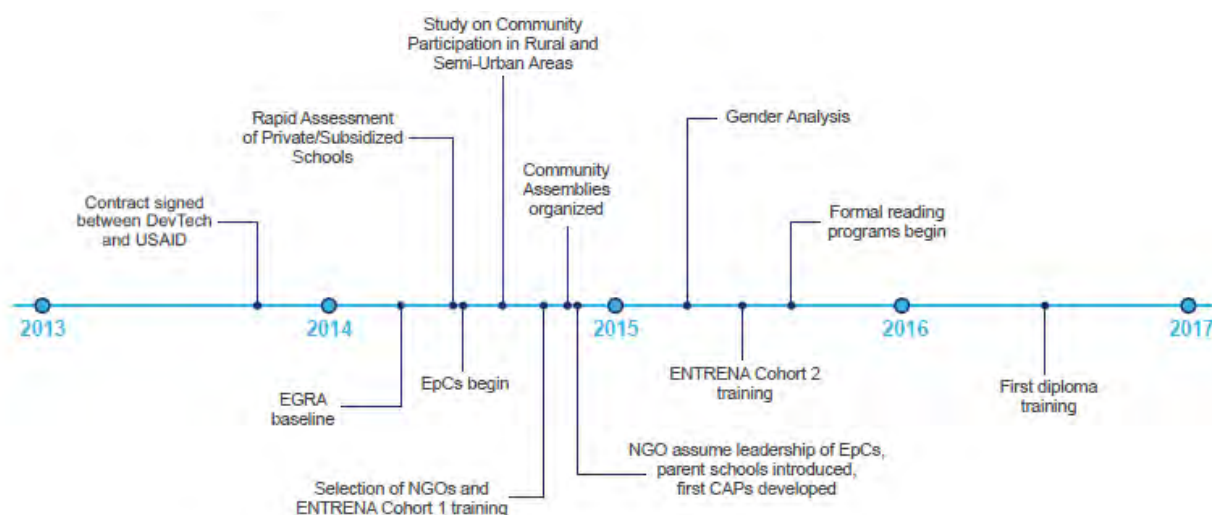 Study on Community
Participation in Rural and
Semi-Urban Areas
Rapid Assessment
of Private/Subsidized
Schools
Gender Analysis
Community
Assemblies
organized
Contract signed
between DevTech
and USAID
Formal reading
programs begin
2013
2014
2015
2016
2017
EGRA
baseline
EpCs begin
ENTRENA Cohort 2
training
First diploma
training
NGO assume leadership of EpCs,
parent schools introduced,
first CAPs developed
Selection of NGOs and
ENTRENA Cohort 1 training